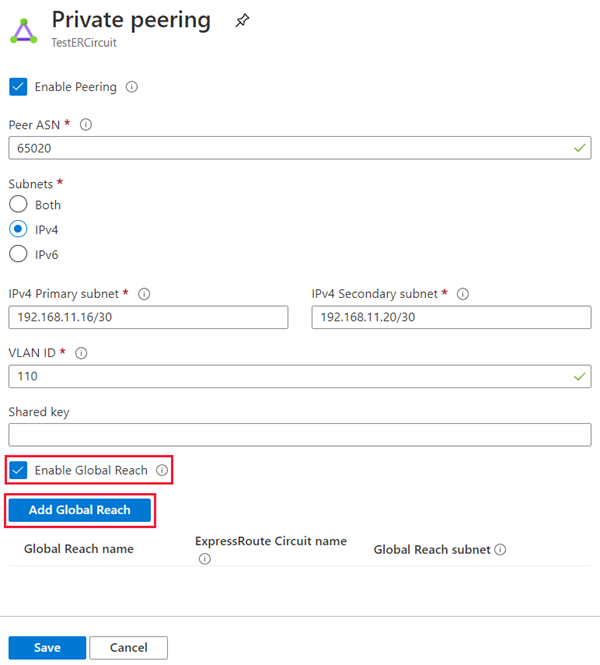 Private peering
TestERCircuit
Enable Peering
Peer ASN *
65020
Subnets *
Both
IPv4
IPv6
IPv4 Primary subnet * IPv4 Secondary subnet *
192.168.11.16/30 192.168.11.20/30
VLAN ID *
110
Shared key
Enable Global Reach
Add Global Reach
Global Reach name ExpressRoute Circuit name Global Reach subnet
Save Cancel